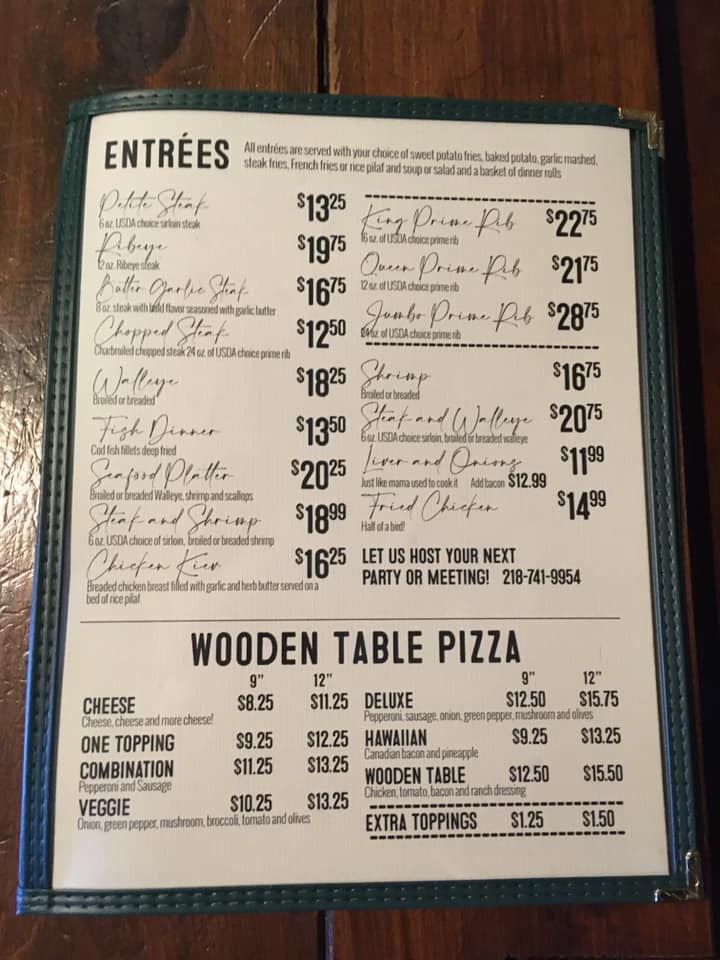 ENTRÉES
All entrées are served with your choice of sweet potato fries, baked potato, garlic mashed,
steak fries, French fries or rice pilaf and soup or salad and a basket of dinner rolls
Petite Steak $13.25
6 oz. USDA choice sirloin steak
Ribeye $19.75
12 oz. Ribeye steak
Butter Garlic Steak $16.75
8 oz. steak with bold flavor seasoned with garlic butter
Chopped Steak $12.50
Charbroiled chopped steak 24 oz. of USDA choice prime rib
Walleye $18.25
Broiled or breaded
Fish Dinner $13.50
Cod fish fillets deep fried
Seafood Platter $20.25
Broiled or breaded Walleye, shrimp and scallops
Steak and Shrimp $18.99
6 oz. USDA choice of sirloin, broiled or breaded shrimp
Chicken Kiev $16.25
Breaded chicken breast filled with garlic and herb butter served on a
bed of rice pilaf
King Prime Rib $22.75
16 oz. of USDA choice prime rib
Queen Prime Rib $21.75
12 oz. of USDA choice prime rib
Jumbo Prime Rib $28.75
24 oz. of USDA choice prime rib
Shrimp $16.75
Broiled or breaded
Steak and Walleye $20.75
6 oz. USDA choice sirloin, broiled or breaded walleye
Liver and Onions $11.99
Just like mama used to cook it Add bacon $12.99
Fried Chicken $14.99
Half of a bird!
LET US HOST YOUR NEXT
PARTY OR MEETING! 218-741-9954
WOODEN TABLE PIZZA
9" 12"
CHEESE $8.25 $11.25
Cheese, cheese and more cheese!
ONE TOPPING $9.25 $12.25
COMBINATION $11.25 $13.25
Pepperoni and Sausage
VEGGIE $10.25 $13.25
Onion, green pepper, mushroom, broccoli, tomato and olives
9" 12"
DELUXE $12.50 $15.75
Pepperoni, sausage, onion, green pepper, mushroom and olives
HAWAIIAN $9.25 $13.25
Canadian bacon and pineapple
WOODEN TABLE $12.50 $15.50
Chicken, tomato, bacon and ranch dressing
EXTRA TOPPINGS $1.25 $1.50